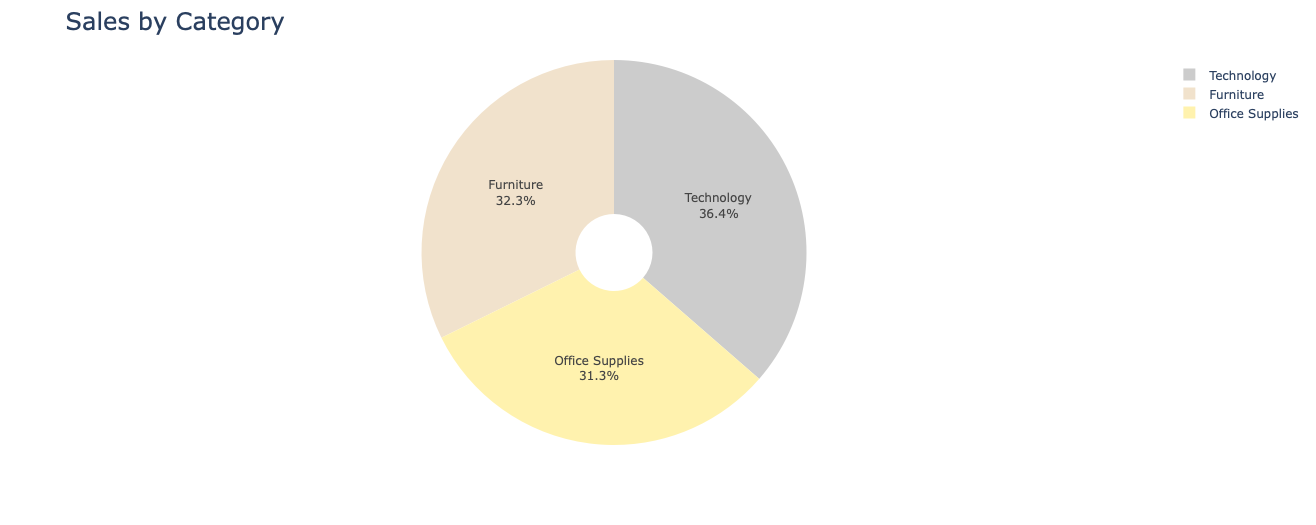 Sales by Category
Technology
Furniture
Office Supplies
Furniture
32.3%
Technology
36.4%
Office Supplies
31.3%